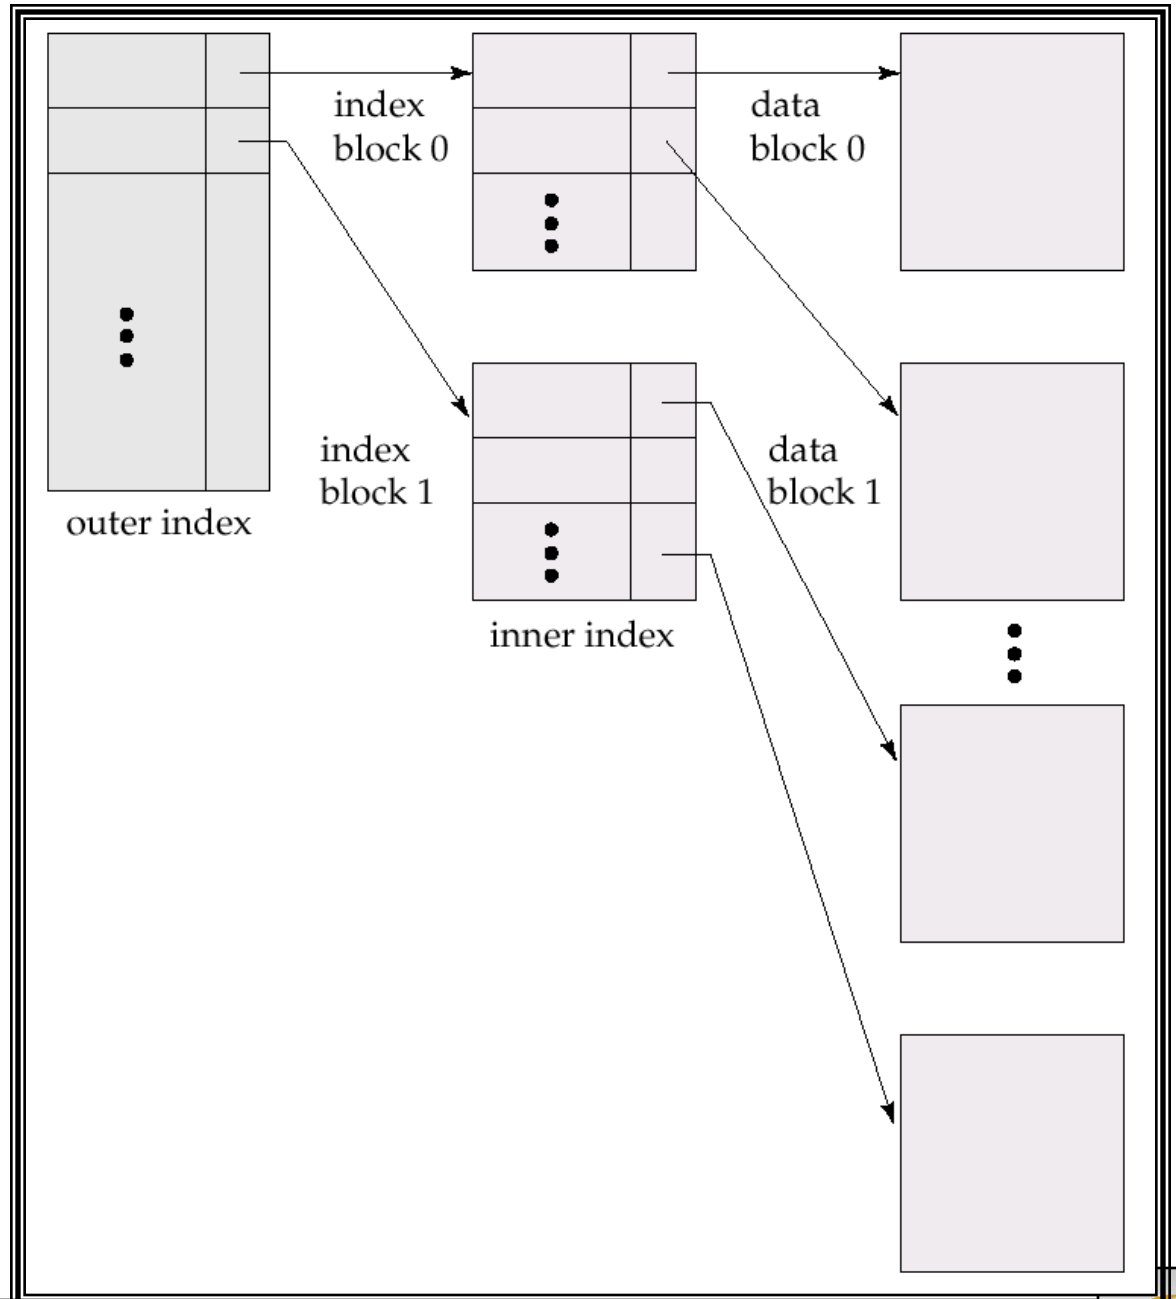 index
block 0
data
block 0
index
block 1
data
block 1
outer index
inner index